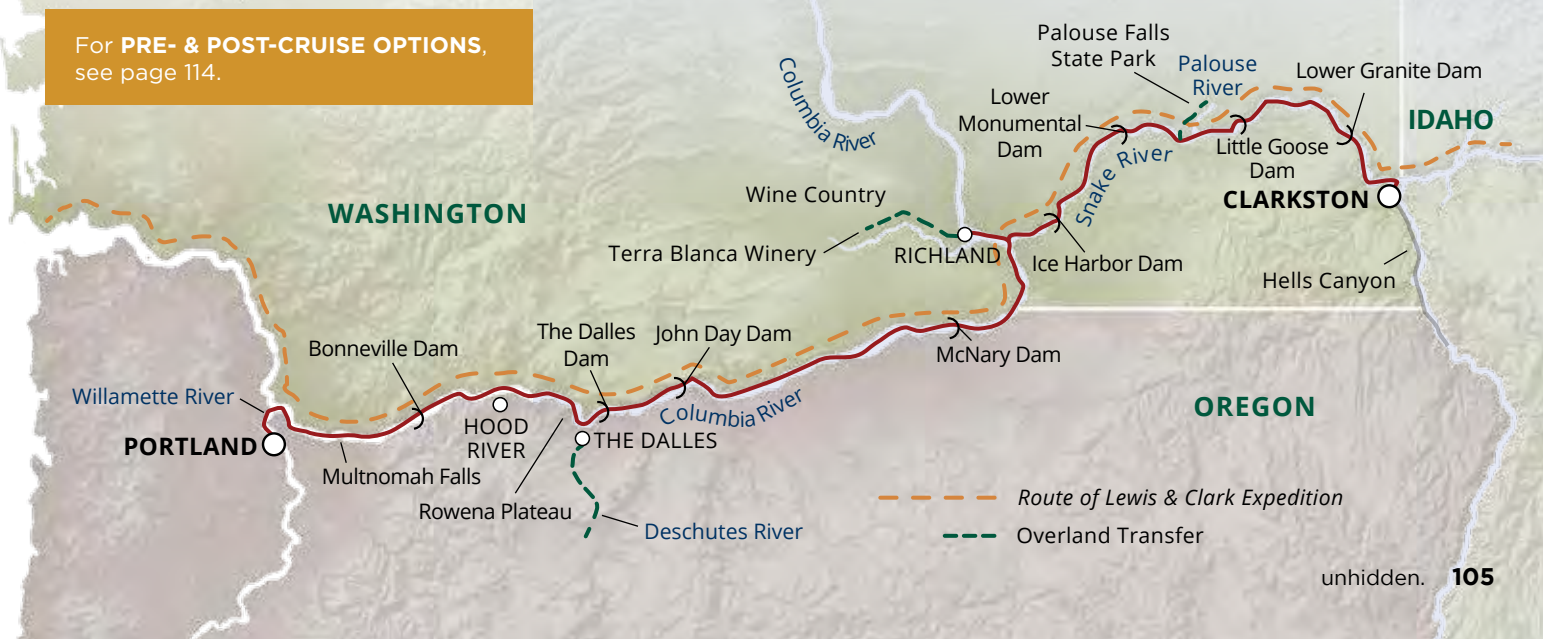 For PRE- & POST-CRUISE OPTIONS,
see page 114.
Columbia River
Palouse Falls
State Park
Palouse
River
Lower Granite Dam
Lower
Monumental
Dam
IDAHO
Little Goose
Dam
Snake River
CLARKSTON
Wine Country
WASHINGTON
Terra Blanca Winery
RICHLAND
Ice Harbor Dam
Hells Canyon
The Dalles
Dam
John Day Dam
Bonneville Dam
McNary Dam
Willamette River
Columbia River
OREGON
HOOD
RIVER
THE DALLES
PORTLAND
Multnomah Falls
Rowena Plateau
Deschutes River
Route of Lewis & Clark Expedition
Overland Transfer
unhidden. 105